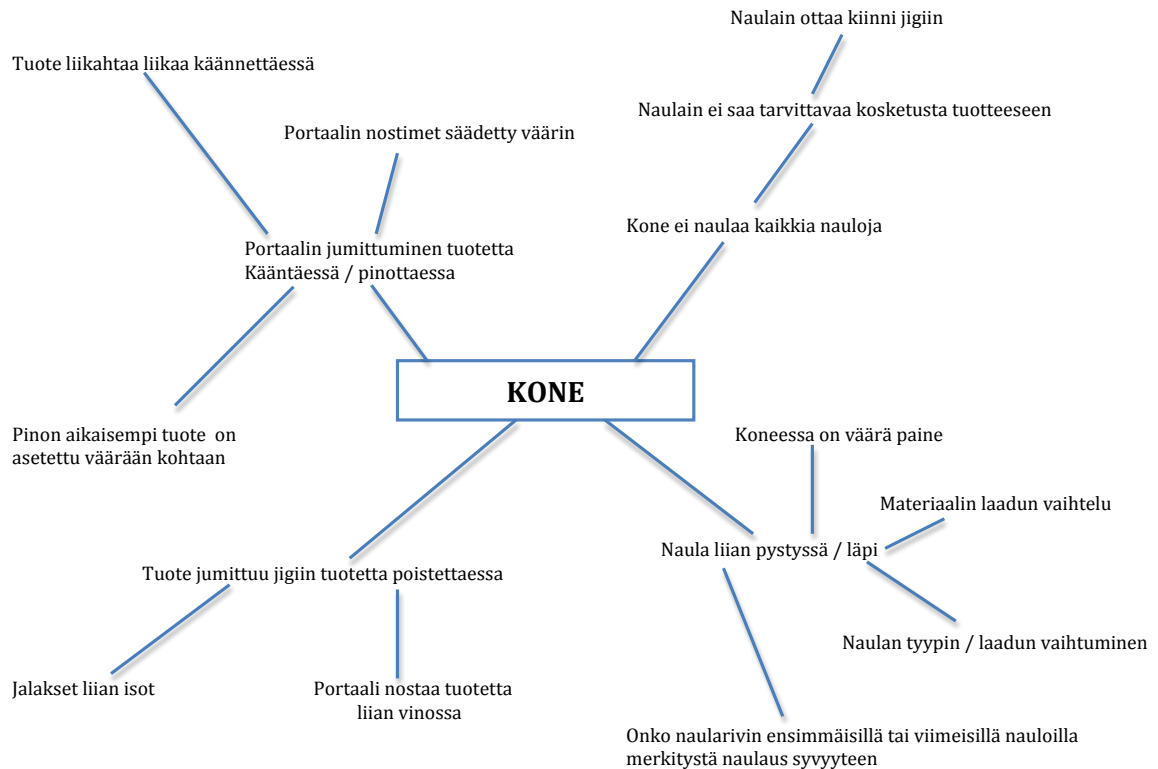 Naulain ottaa kiinni jigiin
Tuote liikahtaa liikaa käännettäessä
Naulain ei saa tarvittavaa kosketusta tuotteeseen
Portaalin nostimet säädetty väärin
Kone ei naulaa kaikkia nauloja
Portaalin jumittuminen tuotetta
Kääntäessä / pinottaessa
KONE
Pinon aikaisempi tuote on
asetettu väärään kohtaan
Koneessa on väärä paine
Materiaalin laadun vaihtelu
Naula liian pystyssä / läpi
Tuote jumittuu jigiin tuotetta poistettaessa
Naulan tyypin / laadun vaihtuminen
Jalakset liian isot
Portaali nostaa tuotetta
liian vinossa
Onko naularivin ensimmäisillä tai viimeisillä nauloilla
merkitystä naulaus syvyyteen